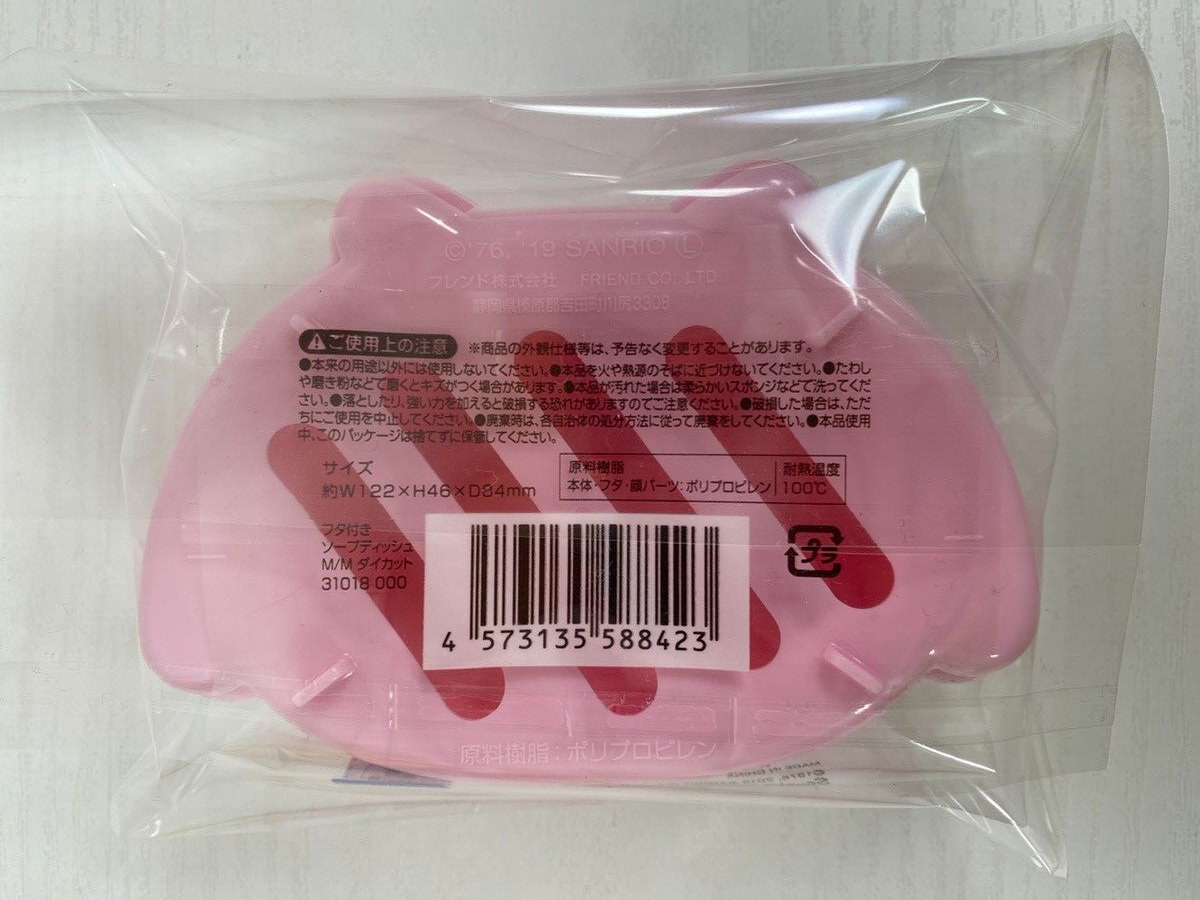 ©'76, '19 SANRIO Ⓛ
フレンド株式会社 FRIEND CO., LTD
静岡県榛原郡吉田町川尻3308
⚠ご使用上の注意 ※商品の外観仕様等は、予告なく変更することがあります。
●本来の用途以外には使用しないでください。●本品を火や熱源のそばに近づけないでください。●たわし
や磨き粉などで磨くとキズがつく場合があります。●本品が汚れた場合は柔らかいスポンジなどで洗ってくだ
さい。●落としたり、強い力を加えると破損する恐れがありますのでご注意ください。●破損した場合は、ただ
ちにご使用を中止してください。●廃棄時は、各自治体の処分方法に従って廃棄をしてください。●本品使用
中、このパッケージは捨てずに保管してください。
サイズ
約W122×H46×D84mm
原料樹脂
本体・フタ・顔パーツ:ポリプロピレン
耐熱温度
100℃
フタ付き
ソープディッシュ
M/M ダイカット
31018 000
プラ
4 573135 588423
原料樹脂:ポリプロピレン
MADE IN CHINA